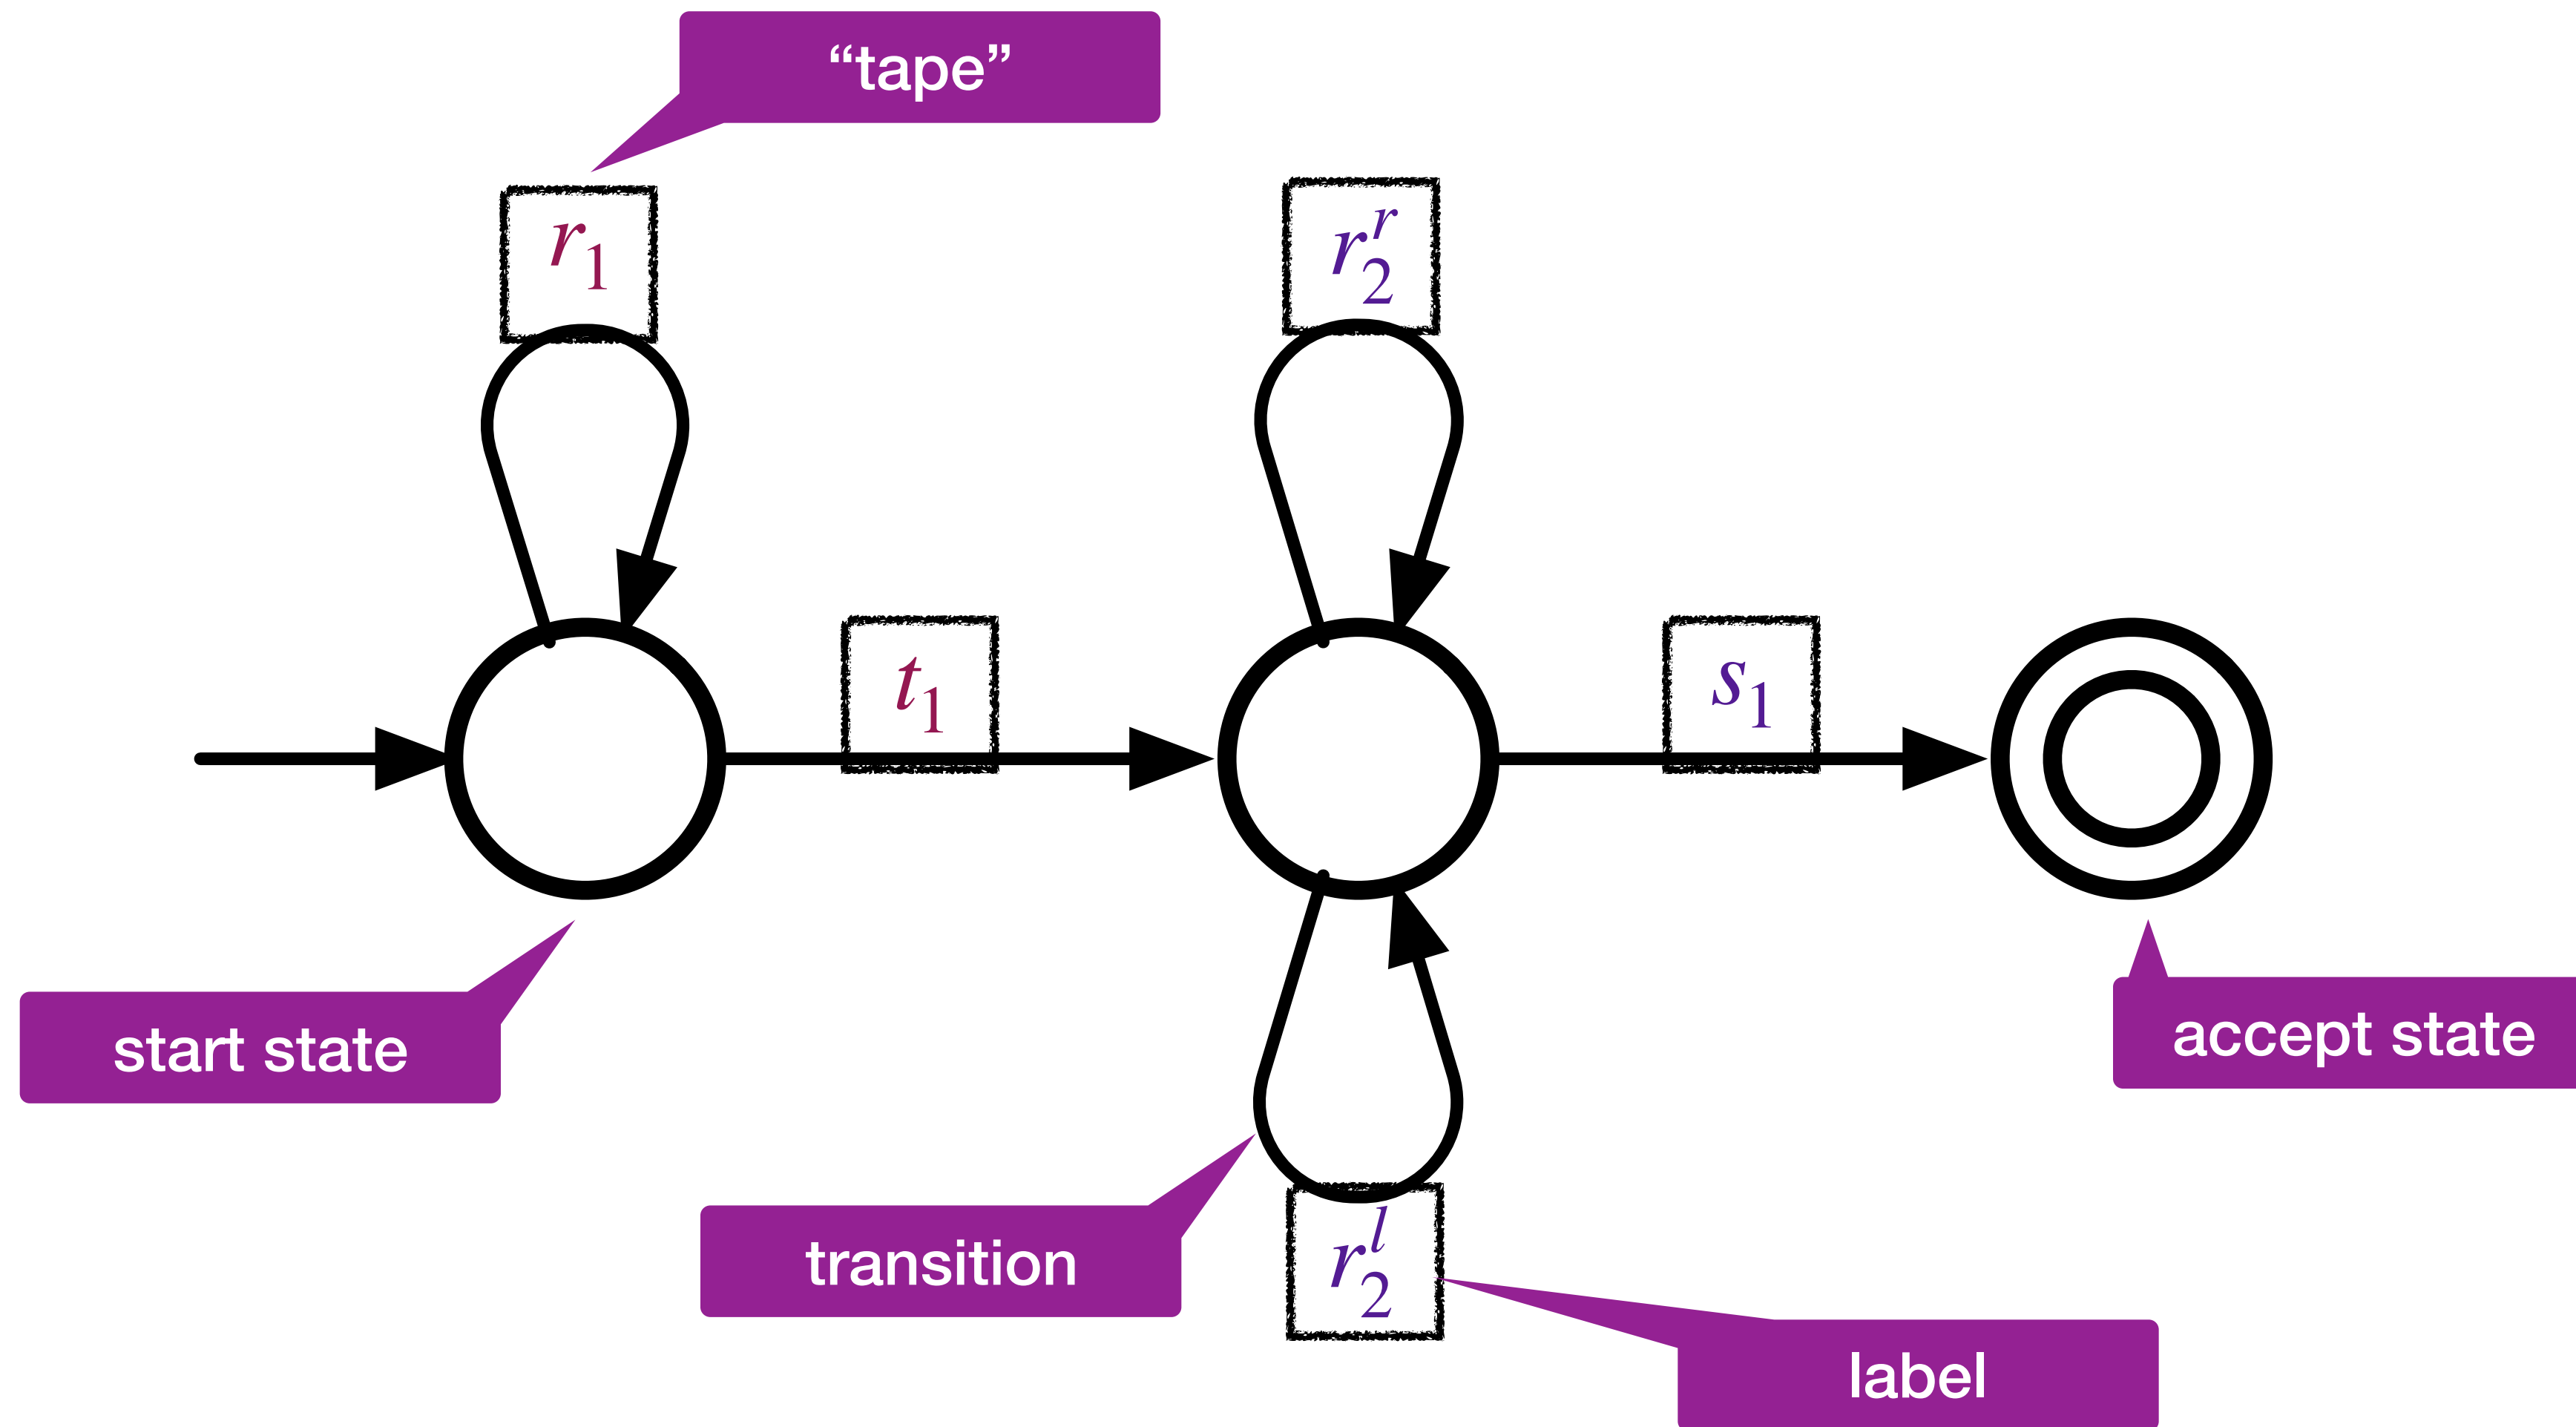 “tape”
r₁
r₂ʳ
t₁
s₁
start state
accept state
transition
r₂ˡ
label